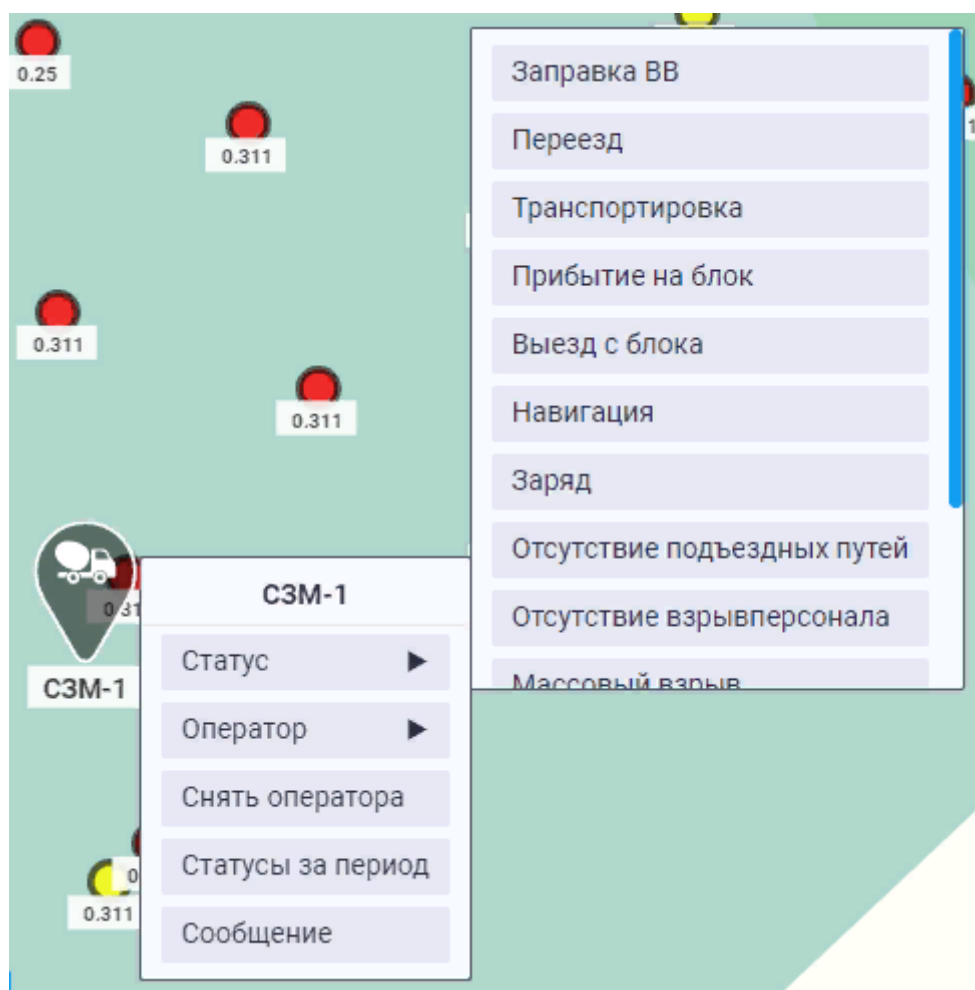 0.25
0.311
0.311
0.311
СЗМ-1
0.311
Заправка ВВ
Переезд
Транспортировка
Прибытие на блок
Выезд с блока
Навигация
Заряд
Отсутствие подъездных путей
Отсутствие взрывперсонала
Массовый взрыв
СЗМ-1
Статус
Оператор
Снять оператора
Статусы за период
Сообщение